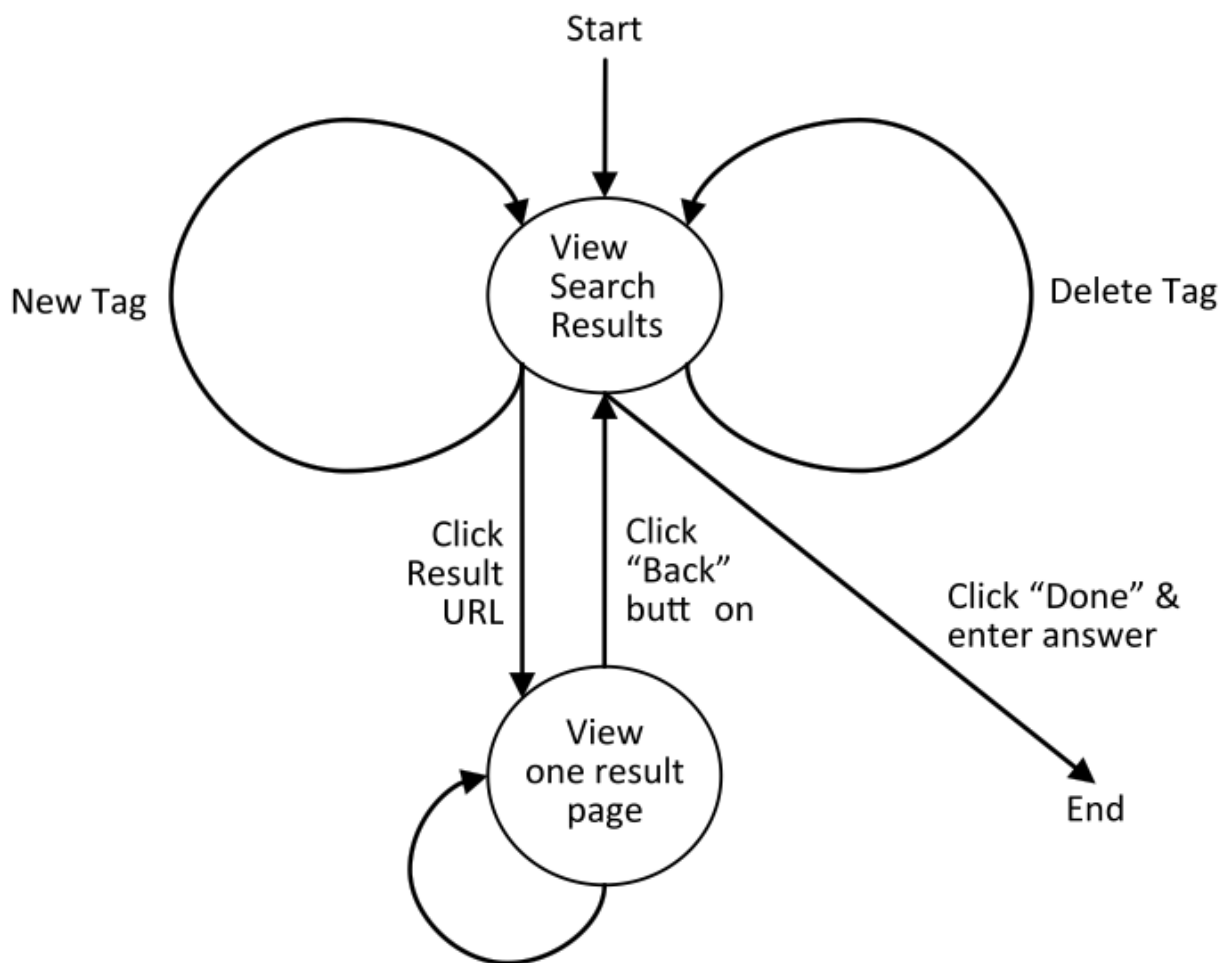 Start
View
Search
Results
New Tag
Delete Tag
Click
Result
URL
Click
“Back”
butt on
Click “Done” &
enter answer
View
one result
page
End